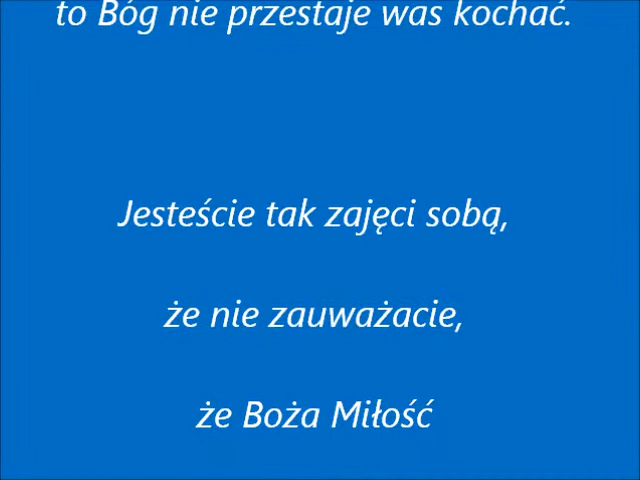 to Bóg nie przestaje was kochać.
Jesteście tak zajęci sobą,
że nie zauważacie,
że Boża Miłość